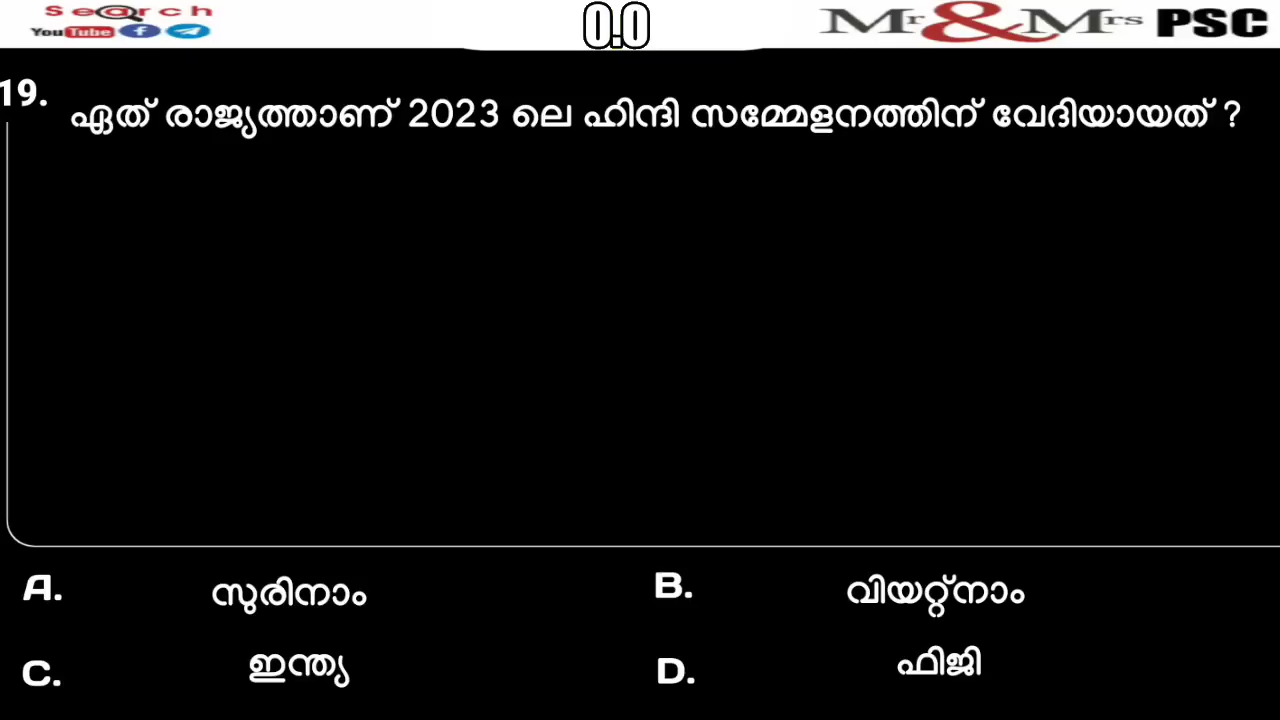 Search
YouTube
0.0
Mr & Mrs PSC
19.
ഏത് രാജ്യത്താണ് 2023 ലെ ഹിന്ദി സമ്മേളനത്തിന് വേദിയായത് ?
A. സുരിനാം
B. വിയറ്റ്നാം
C. ഇന്ത്യ
D. ഫിജി